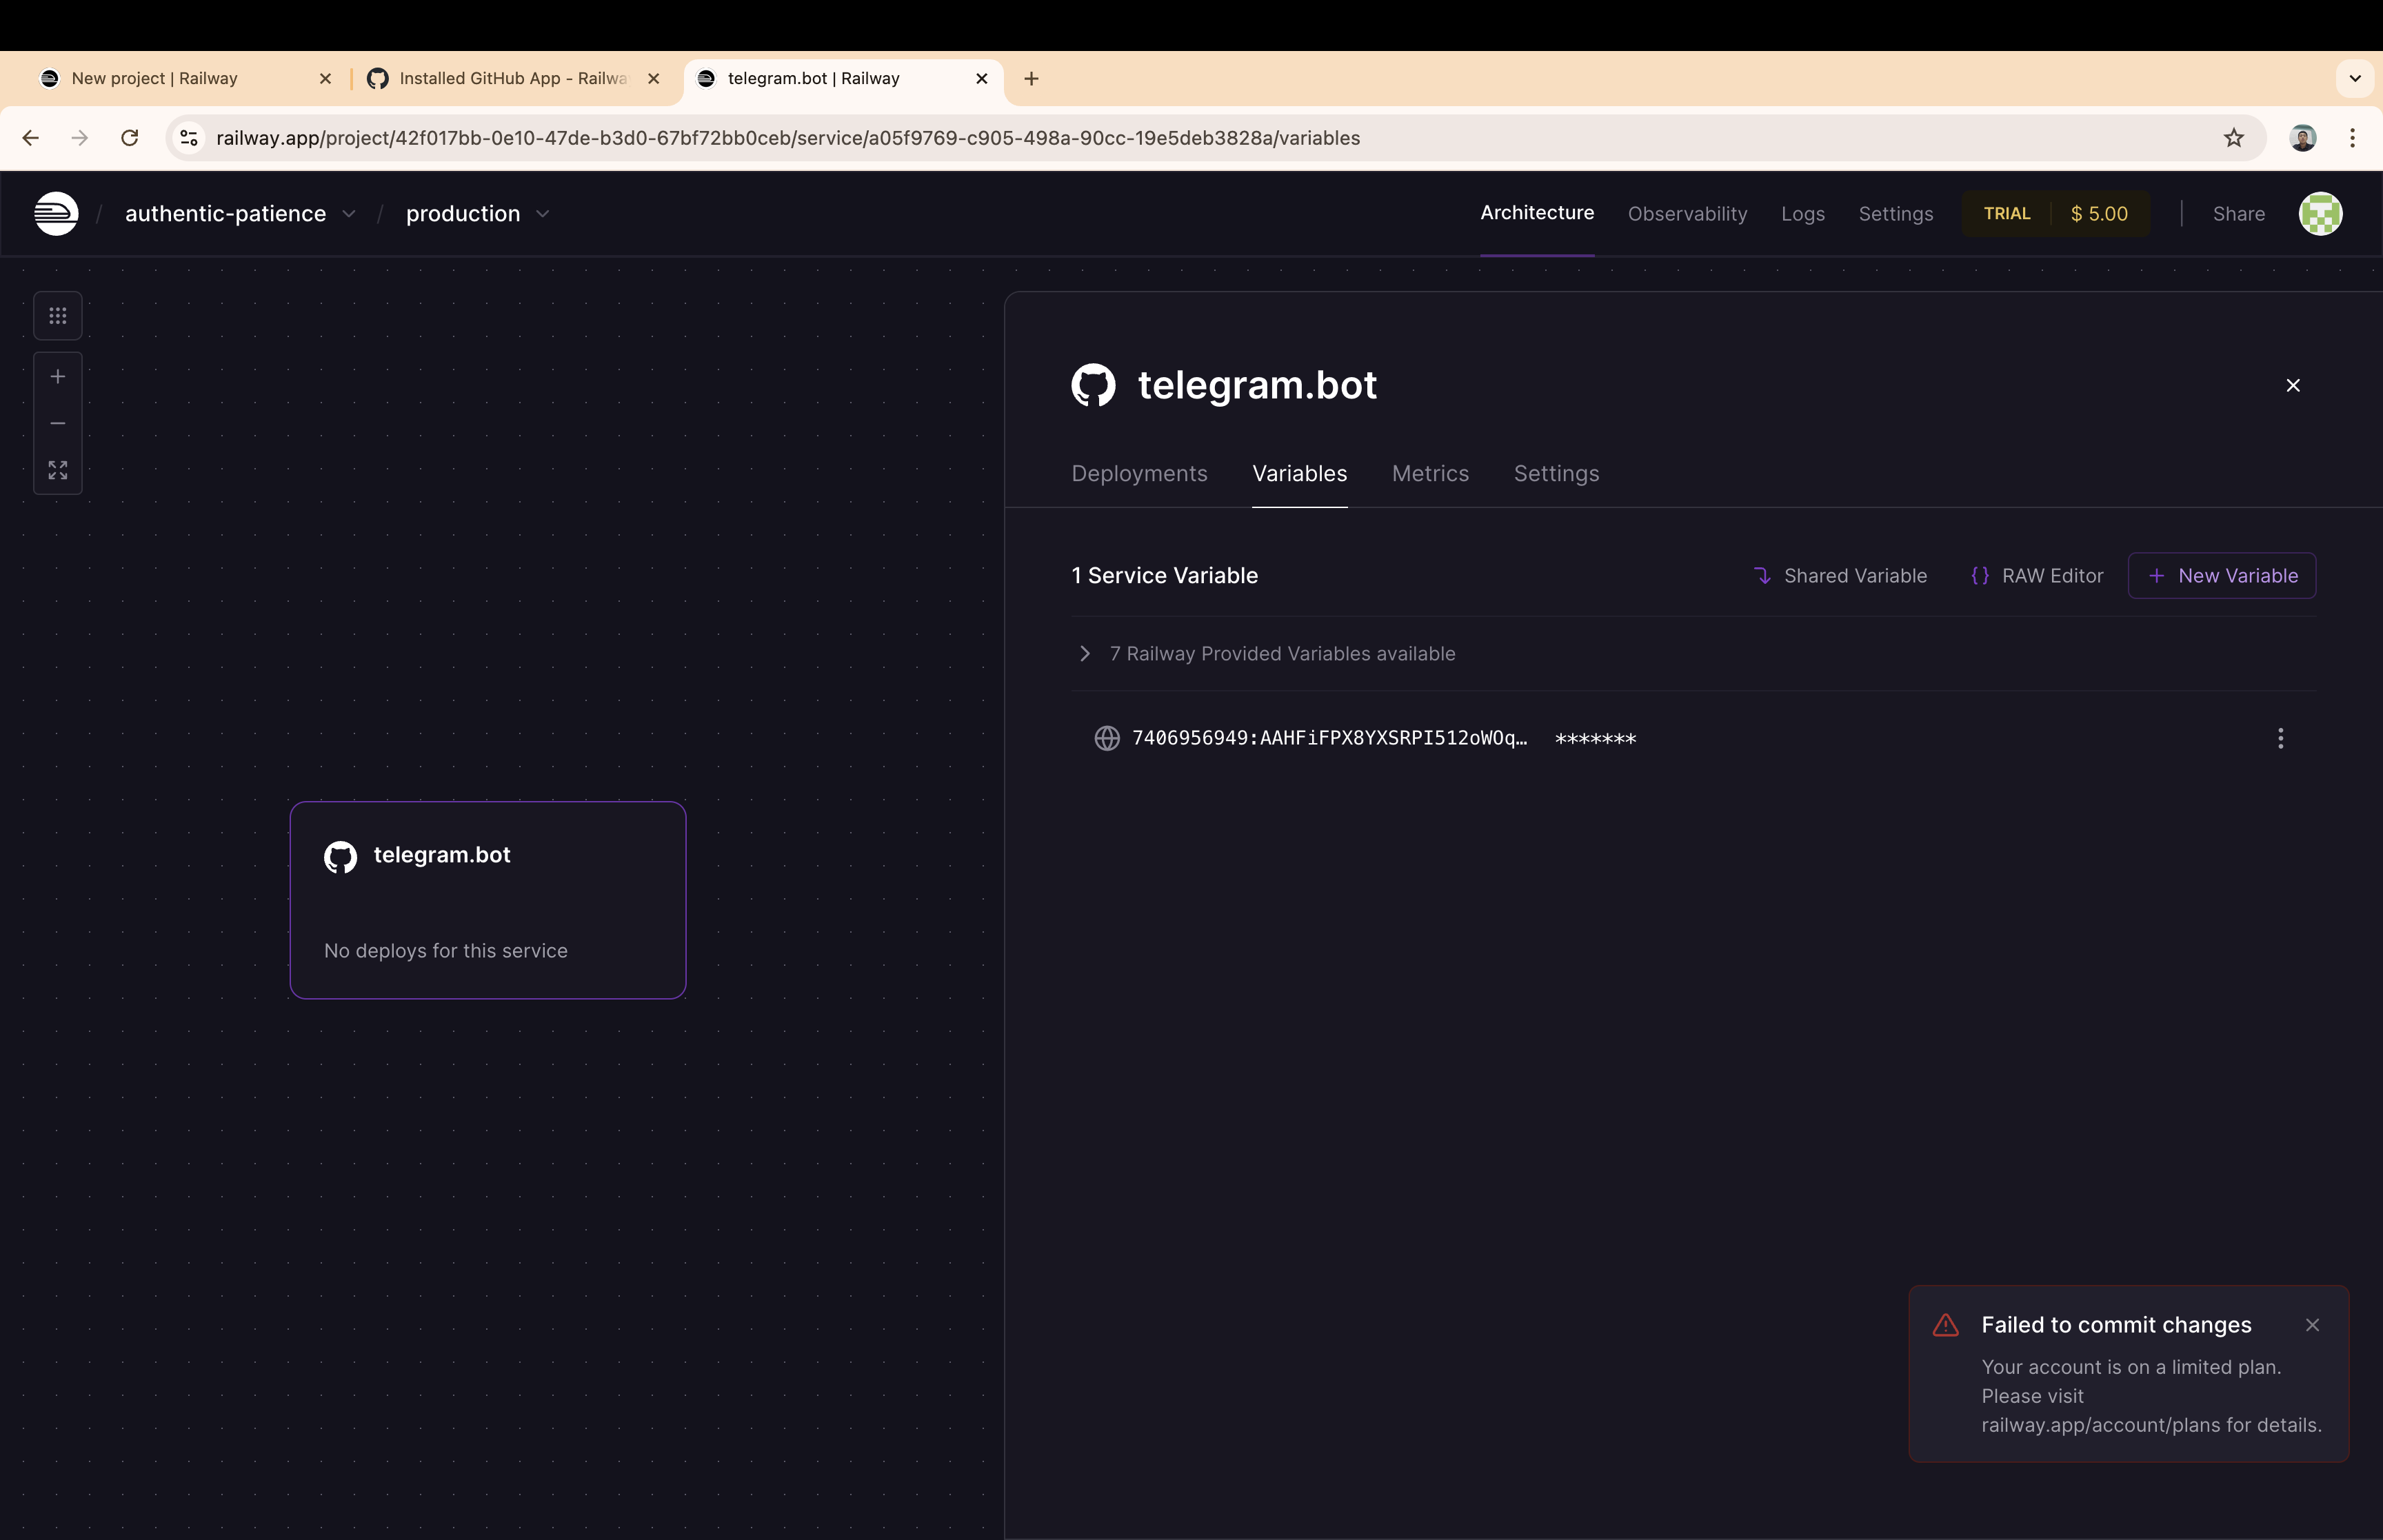 New project | Railway
Installed GitHub App - Railwa
telegram.bot | Railway
railway.app/project/42f017bb-0e10-47de-b3d0-67bf72bb0ceb/service/a05f9769-c905-498a-90cc-19e5deb3828a/variables
/ authentic-patience / production
Architecture Observability Logs Settings TRIAL $ 5.00 Share
telegram.bot
Deployments Variables Metrics Settings
1 Service Variable
Shared Variable {} RAW Editor + New Variable
7 Railway Provided Variables available
7406956949:AAHFiFPX8YXSRPI512oWOq… *******
telegram.bot
No deploys for this service
Failed to commit changes
Your account is on a limited plan.
Please visit
railway.app/account/plans for details.